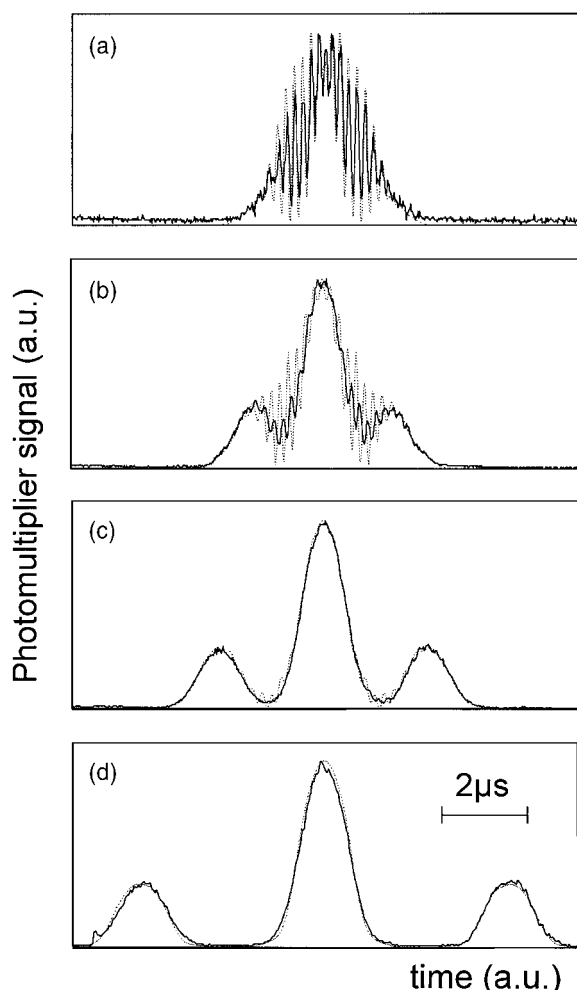 Photomultiplier signal (a.u.)
(a)
(b)
(c)
(d)
2µs
time (a.u.)